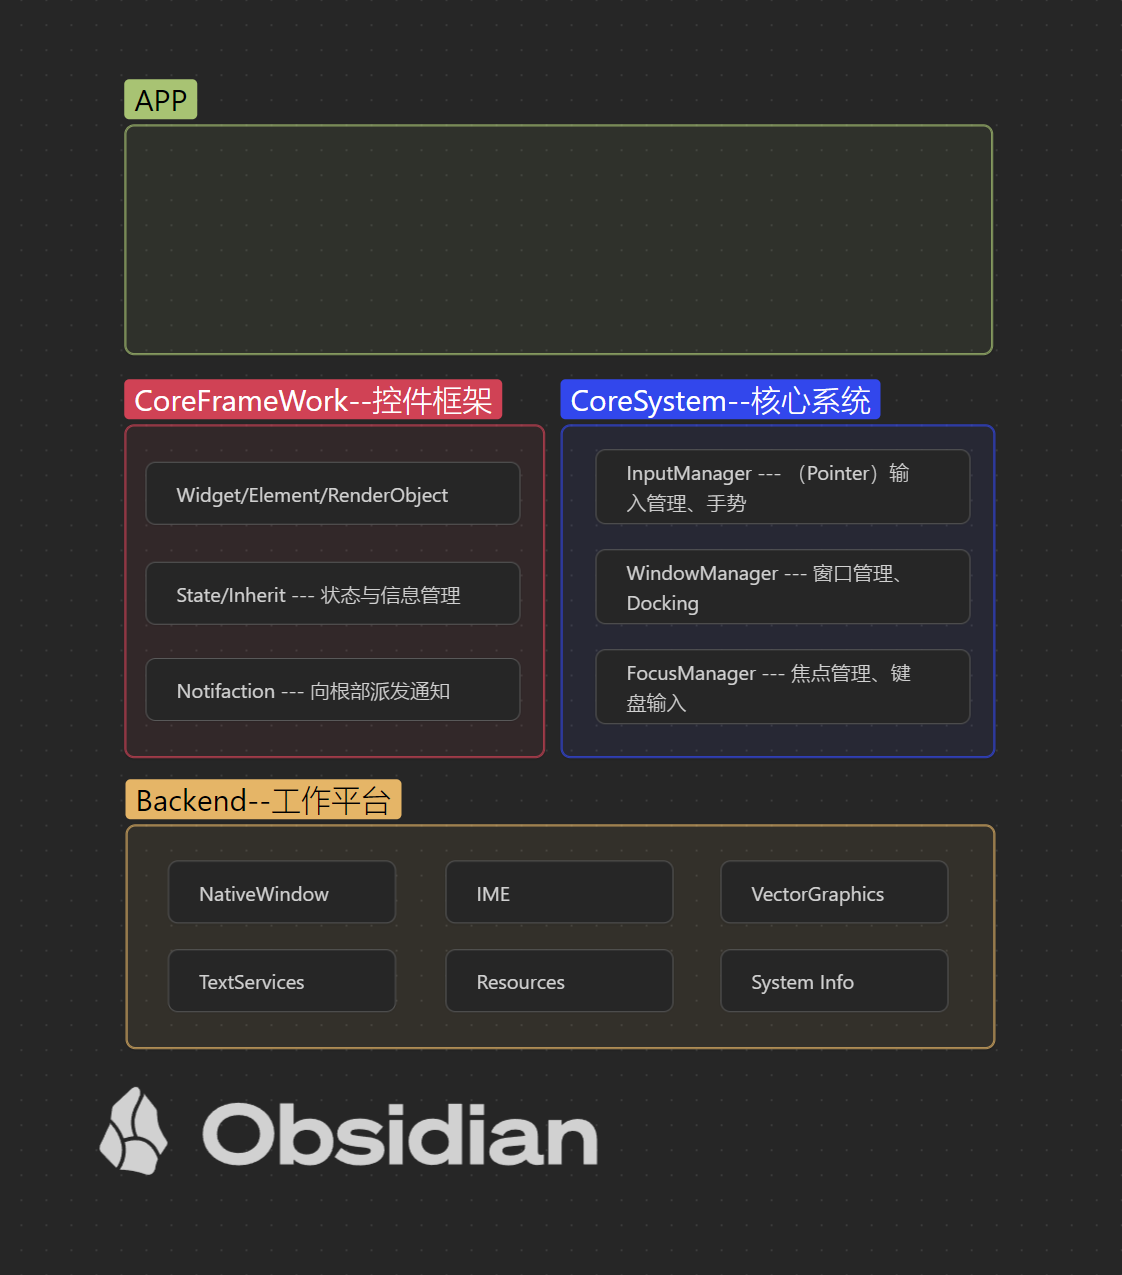 APP
CoreFrameWork--控件框架
Widget/Element/RenderObject
State/Inherit --- 状态与信息管理
Notifaction --- 向根部派发通知
CoreSystem--核心系统
InputManager --- （Pointer）输
入管理、手势
WindowManager --- 窗口管理、
Docking
FocusManager --- 焦点管理、键
盘输入
Backend--工作平台
NativeWindow
IME
VectorGraphics
TextServices
Resources
System Info
Obsidian